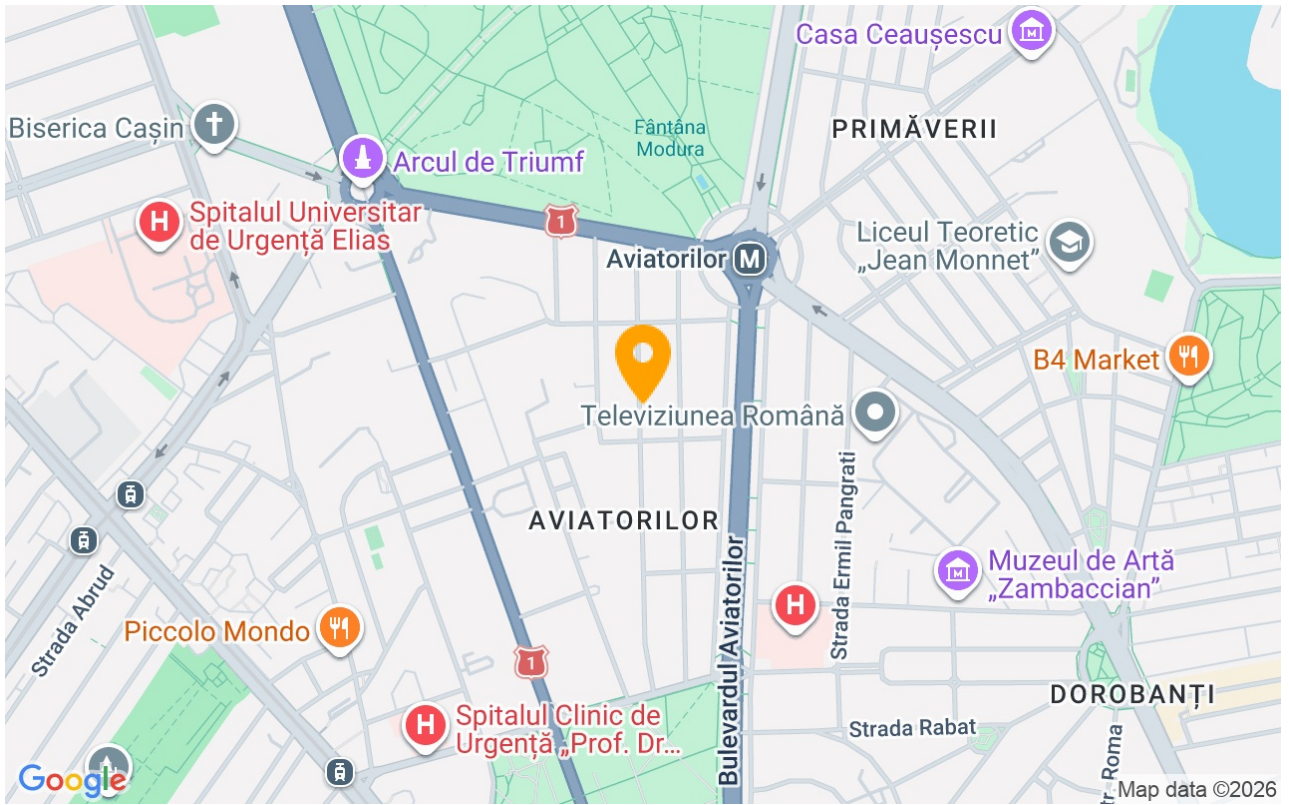 Casa Ceaușescu
M
Biserica Cașin
Fântâna
Modura
PRIMĂVERII
Arcul de Triumf
H
Spitalul Universitar
de Urgență Elias
1
Aviatorilor M
Liceul Teoretic
„Jean Monnet”
B4 Market
Televiziunea Română
AVIATORILOR
Strada Ermil Pangrati
Bulevardul Aviatorilor
M
Muzeul de Artă
„Zambaccian”
H
Strada Abrud
Piccolo Mondo
1
DOROBANȚI
H
Spitalul Clinic de
Urgență „Prof. Dr...
Strada Rabat
tr. Roma
Google
Map data ©2026